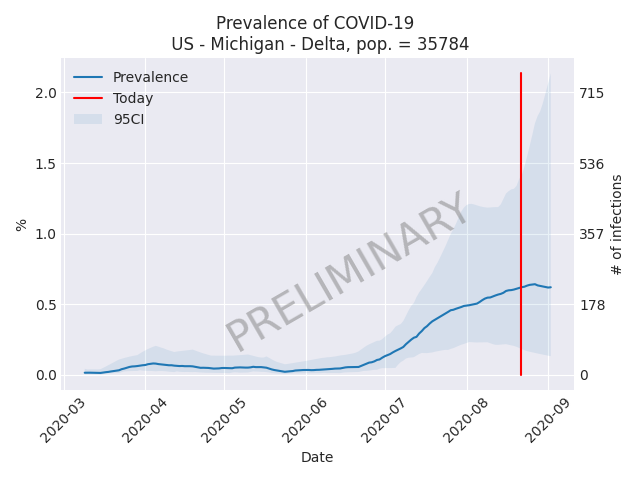 Prevalence of COVID-19
US - Michigan - Delta, pop. = 35784
Prevalence
Today
95CI
2.0
1.5
1.0
0.5
0.0
%
715
536
357
178
0
# of infections
PRELIMINARY
2020-03
2020-04
2020-05
2020-06
2020-07
2020-08
2020-09
Date